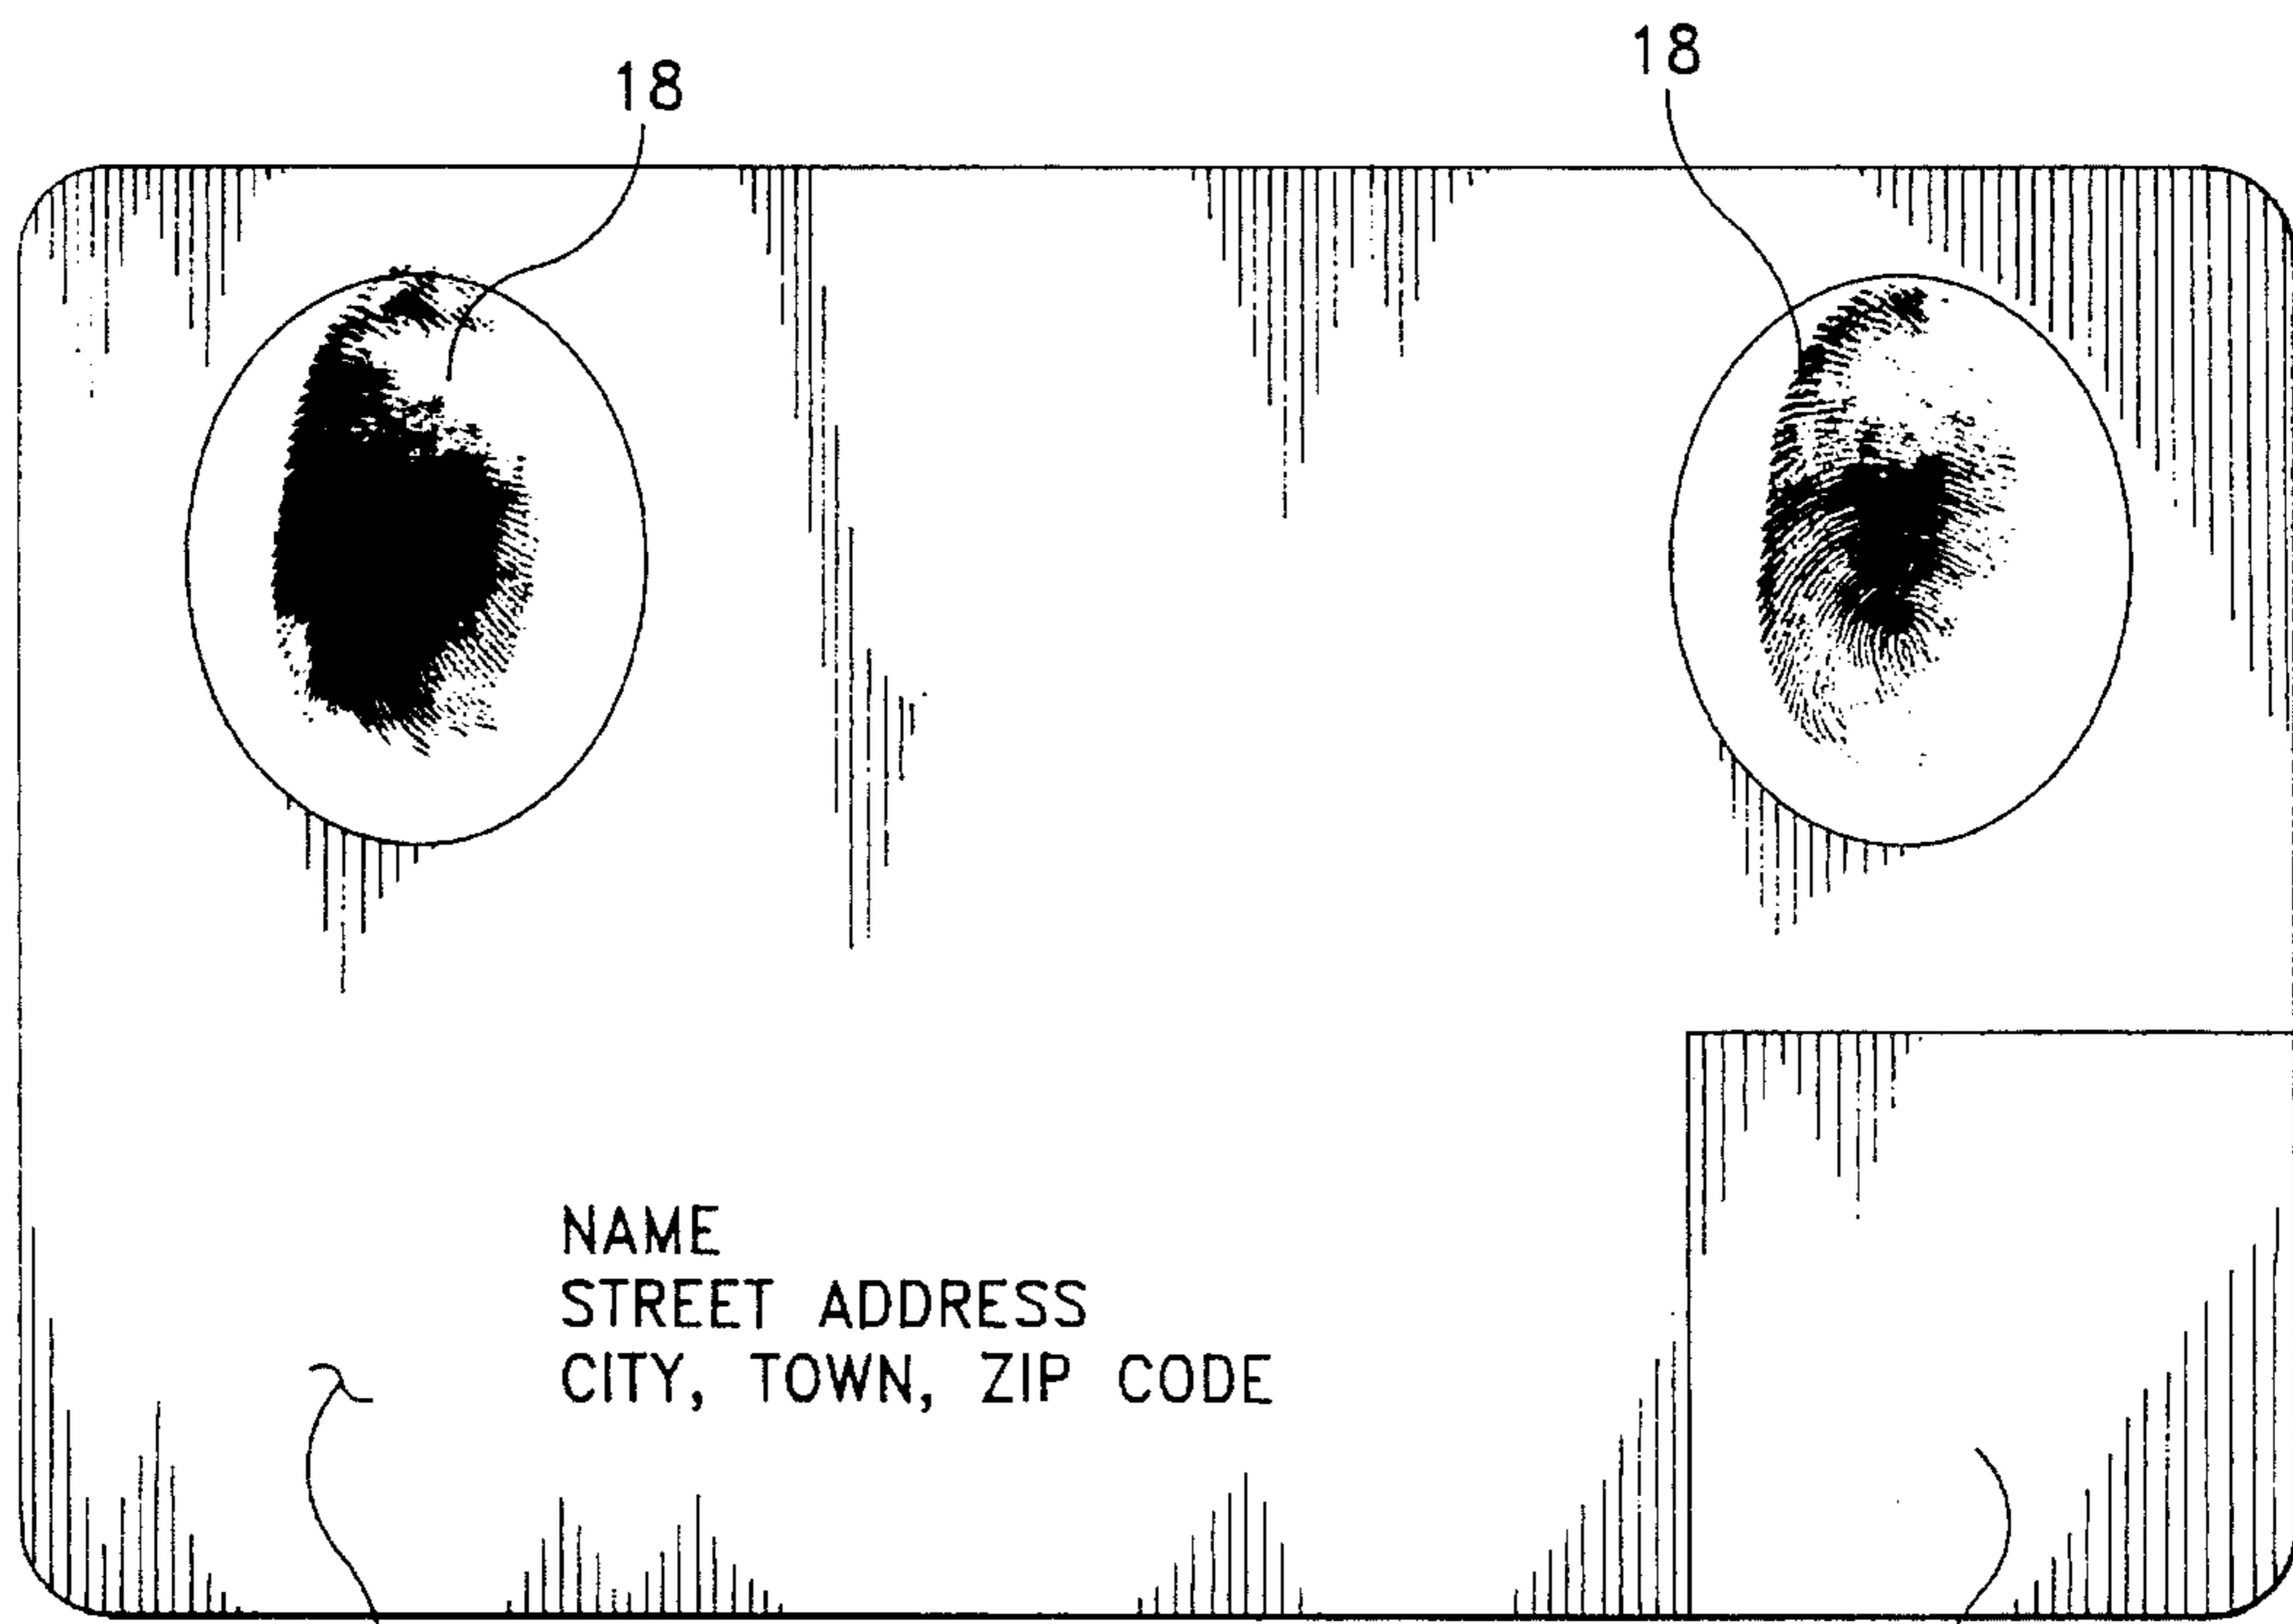 18
18
NAME
STREET ADDRESS
CITY, TOWN, ZIP CODE